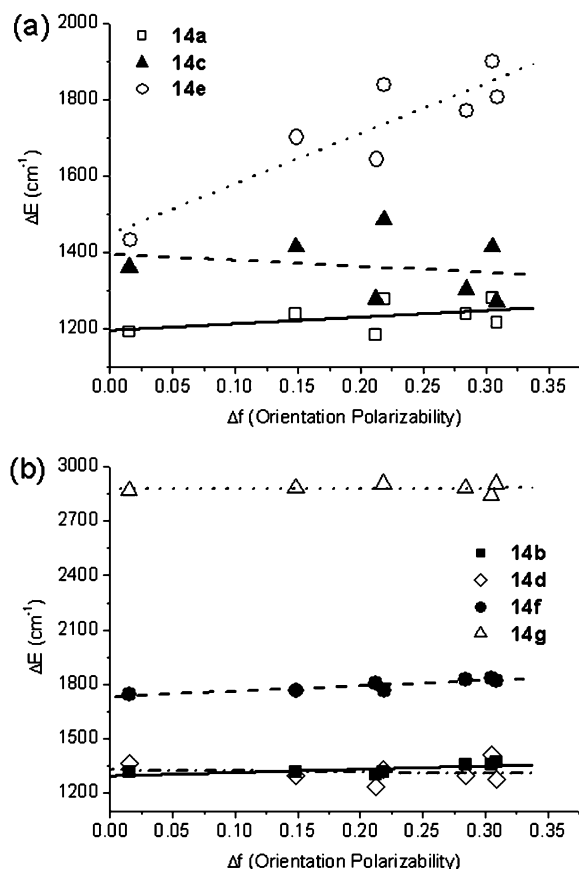 (a)
14a
14c
14e
2000
1800
1600
1400
1200
ΔE (cm⁻¹)
0.00 0.05 0.10 0.15 0.20 0.25 0.30 0.35
Δf (Orientation Polarizability)
(b)
3000
2700
2400
2100
1800
1500
1200
ΔE (cm⁻¹)
14b
14d
14f
14g
0.00 0.05 0.10 0.15 0.20 0.25 0.30 0.35
Δf (Orientation Polarizability)